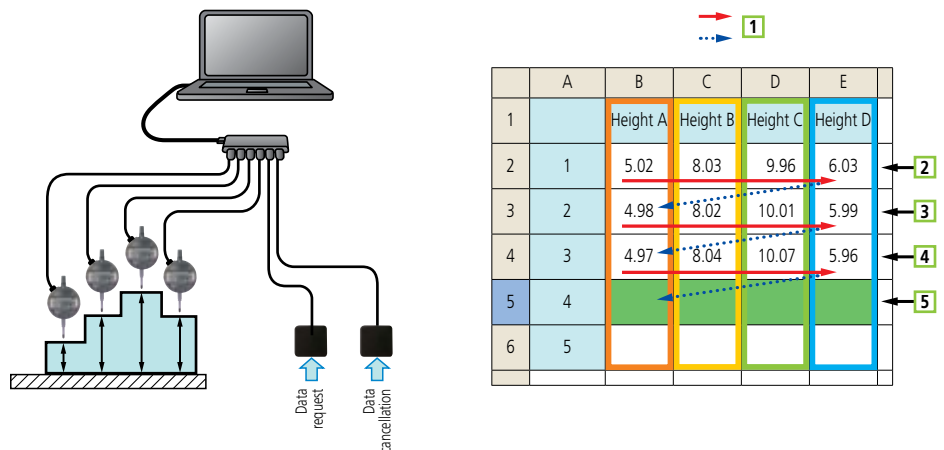 1
A B C D E
1 Height A Height B Height C Height D
2 1 5.02 8.03 9.96 6.03 2
3 2 4.98 8.02 10.01 5.99 3
4 3 4.97 8.04 10.07 5.96 4
5 4 5
6 5
Data
request
Data
cancellation